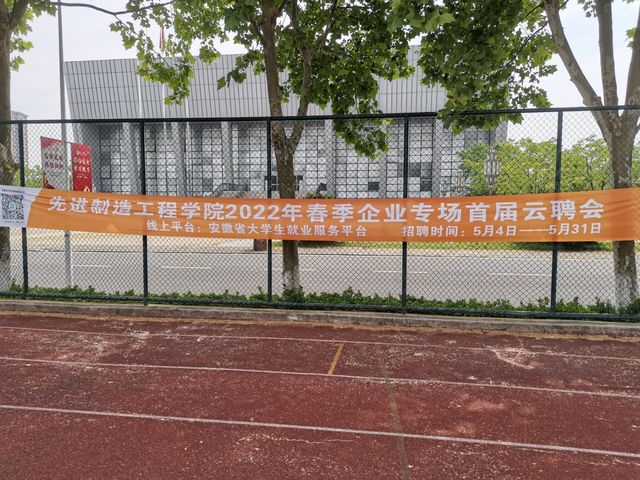 先进制造工程学院2022年春季企业专场首届云聘会
线上平台：安徽省大学生就业服务平台 招聘时间：5月4日——5月31日